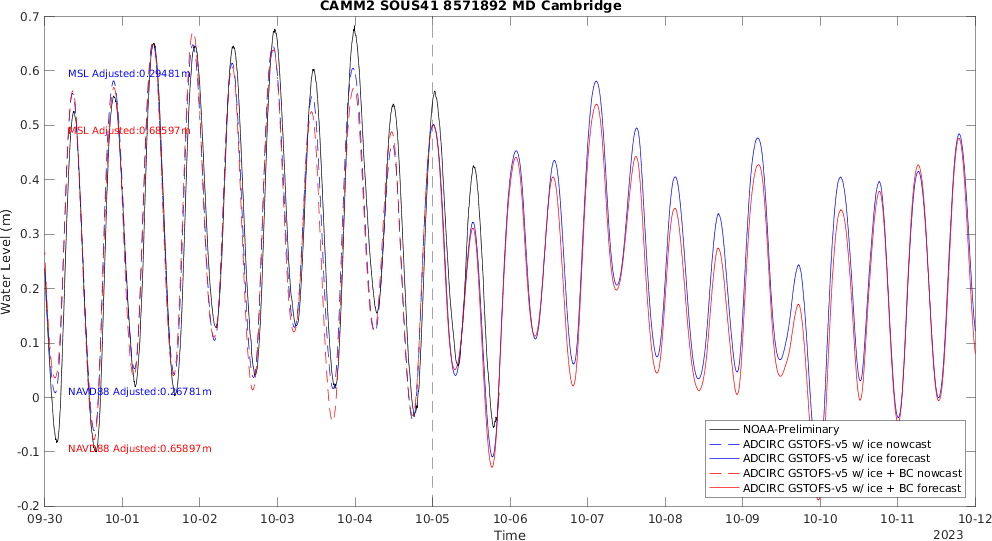 CAMM2 SOUS41 8571892 MD Cambridge
0.7
0.6
0.5
0.4
0.3
0.2
0.1
0
-0.1
-0.2
Water Level (m)
MSL Adjusted:0.29481m
MSL Adjusted:0.68597m
NAVD88 Adjusted:0.26781m
NAVD88 Adjusted:0.65897m
NOAA-Preliminary
ADCIRC GSTOFS-v5 w/ ice nowcast
ADCIRC GSTOFS-v5 w/ ice forecast
ADCIRC GSTOFS-v5 w/ ice + BC nowcast
ADCIRC GSTOFS-v5 w/ ice + BC forecast
09-30 10-01 10-02 10-03 10-04 10-05 10-06 10-07 10-08 10-09 10-10 10-11 10-12
Time
2023